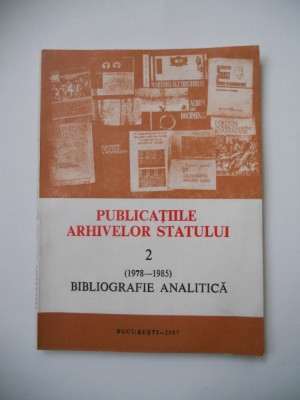 PUBLICAȚIILE
ARHIVELOR STATULUI
2
(1978—1985)
BIBLIOGRAFIE ANALITICĂ
BUCUREȘTI—1987